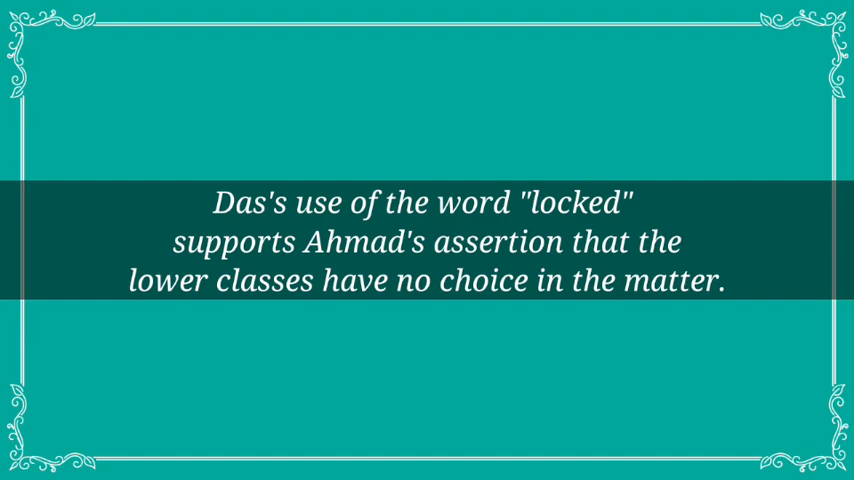 Das's use of the word "locked"
supports Ahmad's assertion that the
lower classes have no choice in the matter.